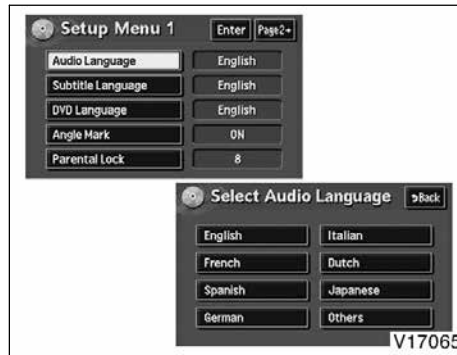 Setup Menu 1 Enter Page2→
Audio Language English
Subtitle Language English
DVD Language English
Angle Mark ON
Parental Lock 8
Select Audio Language Back
English Italian
French Dutch
Spanish Japanese
German Others
V17065